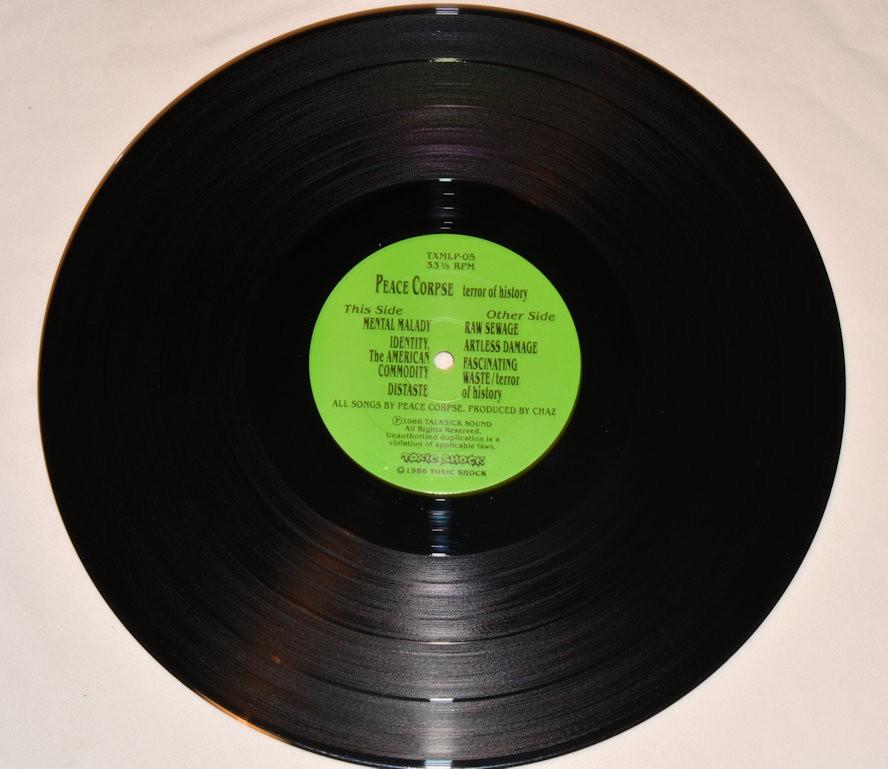 TXMLP-05
33 ⅓ RPM
PEACE CORPSE terror of history
This Side
MENTAL MALADY
IDENTITY,
The AMERICAN
COMMODITY
DISTASTE
Other Side
RAW SEWAGE
ARTLESS DAMAGE
FASCINATING
WASTE/terror
of history
ALL SONGS BY PEACE CORPSE. PRODUCED BY CHAZ
℗1986 TALKSICK SOUND
All Rights Reserved.
Unauthorized duplication is a
violation of applicable laws.
TOXIC SHOCK
©1986 TOXIC SHOCK